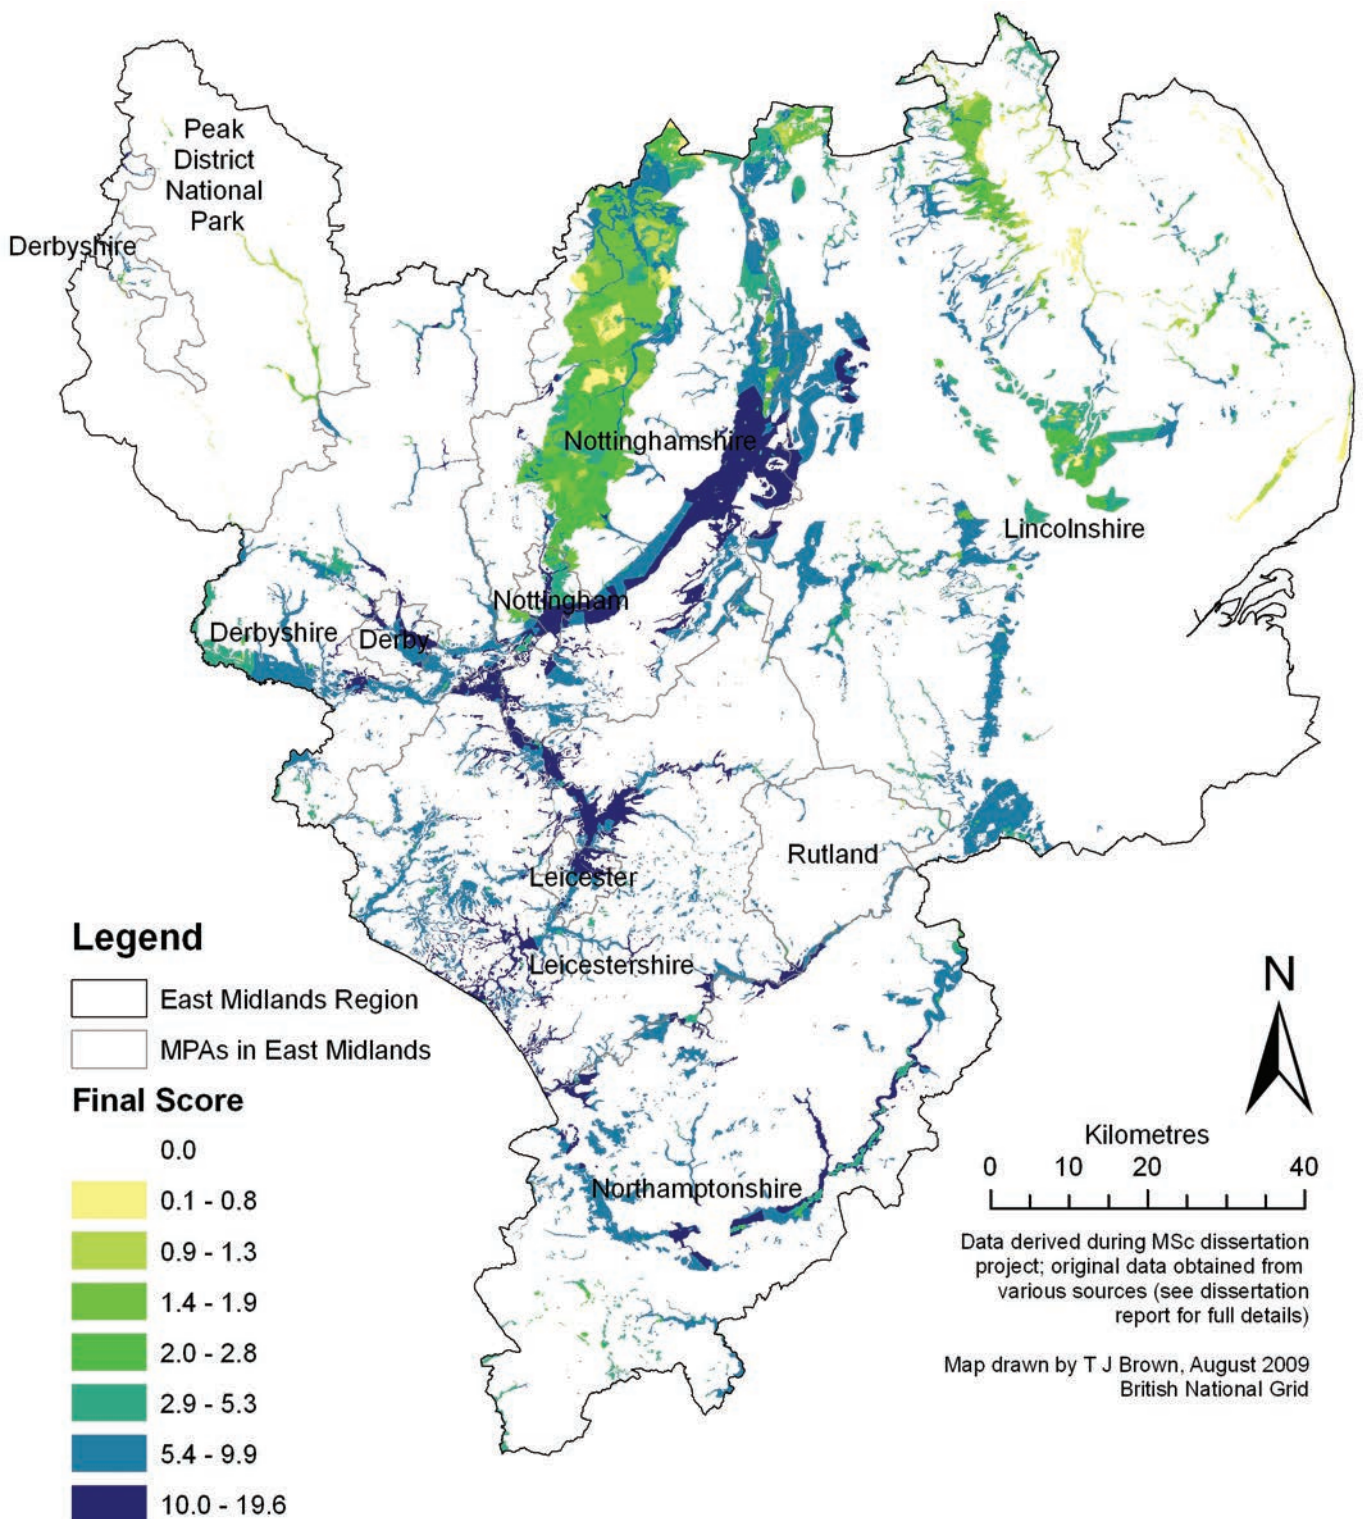 Peak
District
National
Park
Derbyshire
Nottinghamshire
Lincolnshire
Nottingham
Derbyshire
Derby
Rutland
Leicester
Leicestershire
Northamptonshire
Legend
East Midlands Region
MPAs in East Midlands
Final Score
0.0
0.1 - 0.8
0.9 - 1.3
1.4 - 1.9
2.0 - 2.8
2.9 - 5.3
5.4 - 9.9
10.0 - 19.6
N
Kilometres
0 10 20 40
Data derived during MSc dissertation
project; original data obtained from
various sources (see dissertation
report for full details)
Map drawn by T J Brown, August 2009
British National Grid